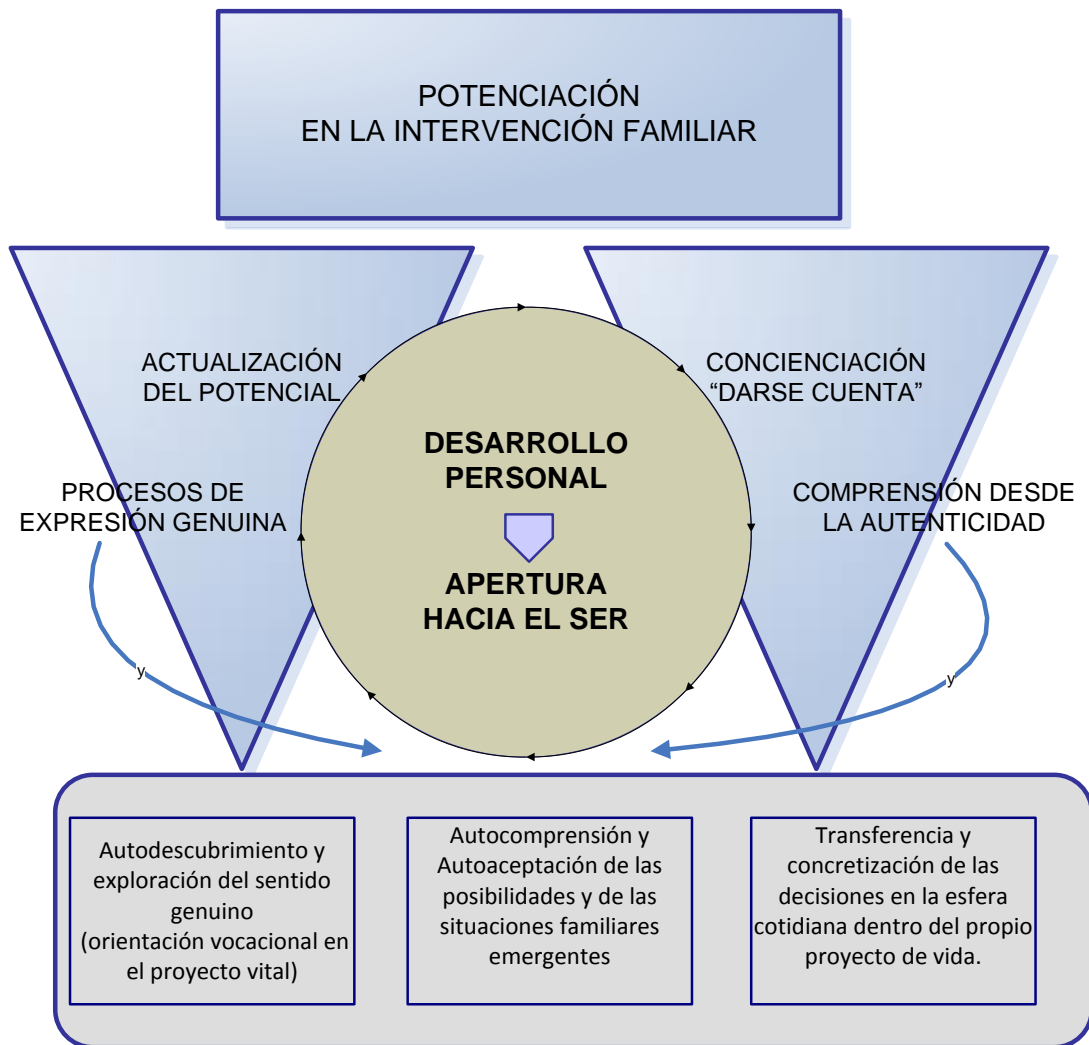 POTENCIACIÓN
EN LA INTERVENCIÓN FAMILIAR
ACTUALIZACIÓN
DEL POTENCIAL
CONCIENCIACIÓN
“DARSE CUENTA”
DESARROLLO
PERSONAL
PROCESOS DE
EXPRESIÓN GENUINA
COMPRENSIÓN DESDE
LA AUTENTICIDAD
APERTURA
HACIA EL SER
y
y
Autodescubrimiento y
exploración del sentido
genuino
(orientación vocacional en
el proyecto vital)
Autocomprensión y
Autoaceptación de las
posibilidades y de las
situaciones familiares
emergentes
Transferencia y
concretización de las
decisiones en la esfera
cotidiana dentro del propio
proyecto de vida.